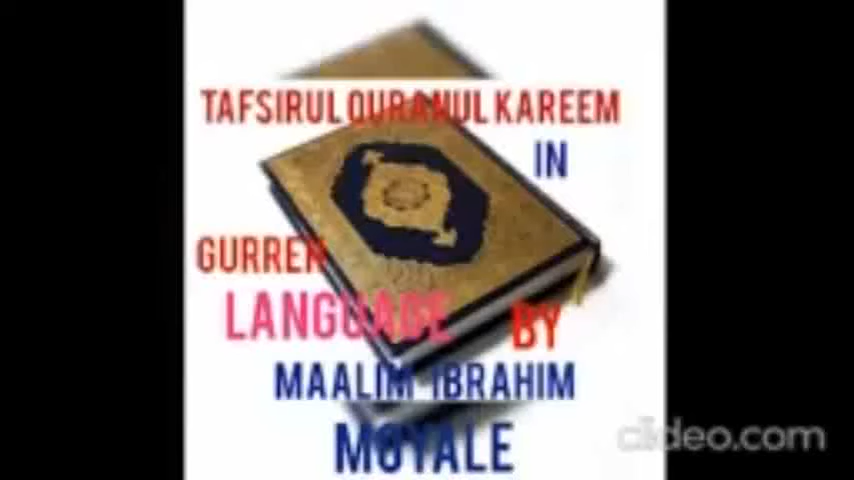 TAFSIRUL QURANUL KAREEM
IN
GURREH
LANGUAGE BY
MAALIM IBRAHIM
MOYALE
clideo.com